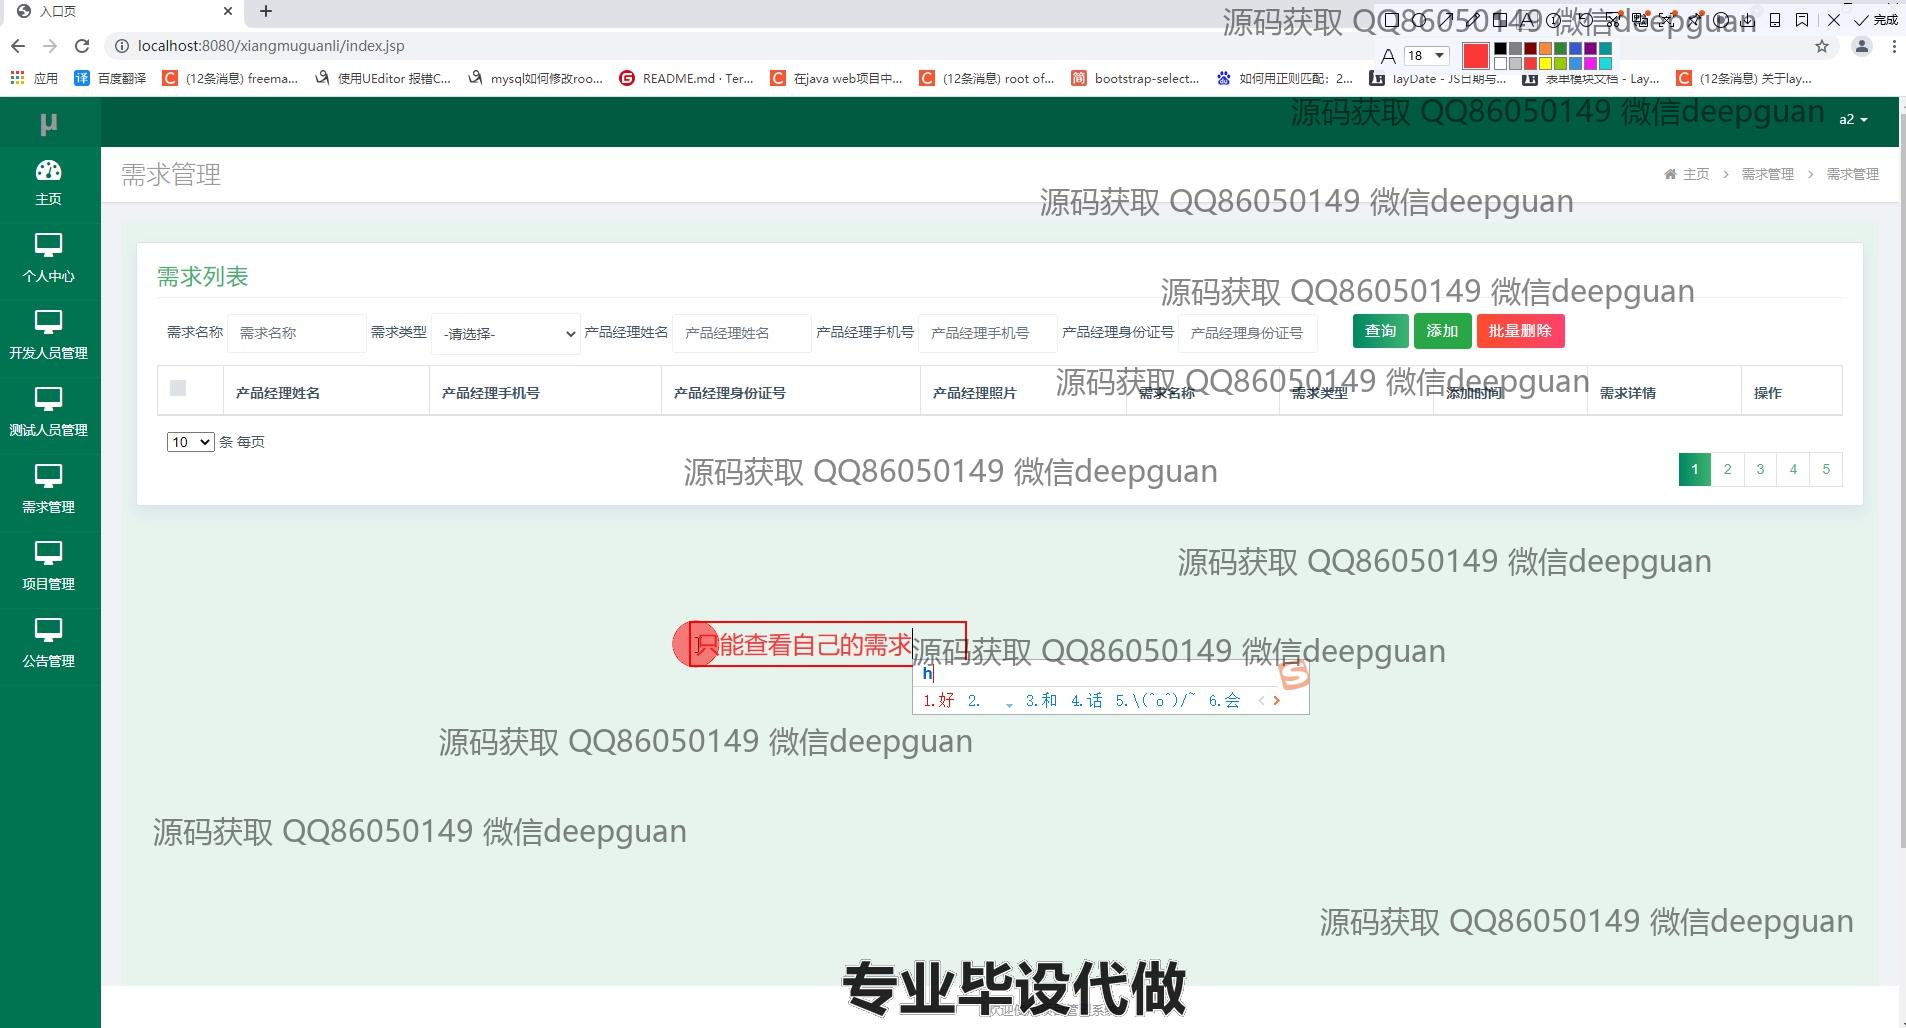 入口页
localhost:8080/xiangmuguanli/index.jsp
18
完成
应用 百度翻译 (12条消息) freema... 使用UEditor 报错C... mysql如何修改roo... README.md · Ter... 在java web项目中... (12条消息) root of... bootstrap-select... 如何用正则匹配：2... layDate - JS日期与... 表单模块文档 - Lay... (12条消息) 关于lay...
源码获取 QQ86050149 微信deepguan
μ
a2
源码获取 QQ86050149 微信deepguan
主页
个人中心
开发人员管理
测试人员管理
需求管理
项目管理
公告管理
需求管理
主页 > 需求管理 > 需求管理
源码获取 QQ86050149 微信deepguan
需求列表
源码获取 QQ86050149 微信deepguan
需求名称 需求名称 需求类型 -请选择- 产品经理姓名 产品经理姓名 产品经理手机号 产品经理手机号 产品经理身份证号 产品经理身份证号 查询 添加 批量删除
源码获取 QQ86050149 微信deepguan
产品经理姓名 产品经理手机号 产品经理身份证号 产品经理照片 需求名称 需求类型 添加时间 需求详情 操作
10 条 每页
源码获取 QQ86050149 微信deepguan
1 2 3 4 5
源码获取 QQ86050149 微信deepguan
只能查看自己的需求
源码获取 QQ86050149 微信deepguan
h
1.好 2. 3.和 4.话 5.\(^o^)/~ 6.会
源码获取 QQ86050149 微信deepguan
源码获取 QQ86050149 微信deepguan
源码获取 QQ86050149 微信deepguan
专业毕设代做